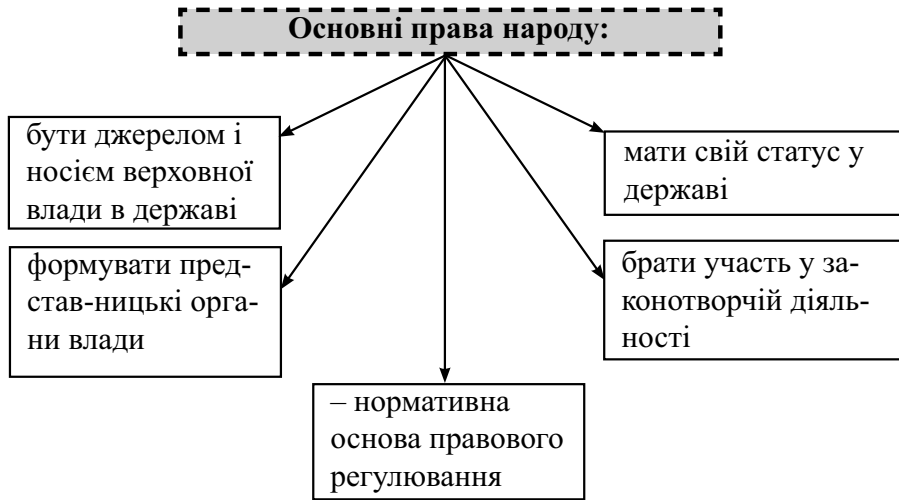 Основні права народу:
бути джерелом і
носієм верховної
влади в державі
мати свій статус у
державі
формувати пред-
став-ницькі орга-
ни влади
брати участь у за-
конотворчій діяль-
ності
– нормативна
основа правового
регулювання